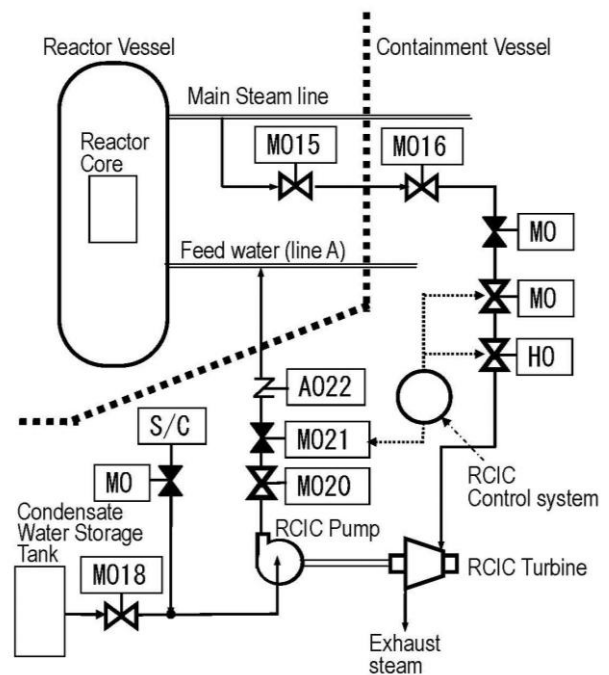 Reactor Vessel
Containment Vessel
Main Steam line
MO15
MO16
Reactor
Core
MO
Feed water (line A)
MO
HO
AO22
S/C
MO21
MO
MO20
RCIC
Control system
Condensate
Water Storage
Tank
RCIC Pump
MO18
RCIC Turbine
Exhaust
steam